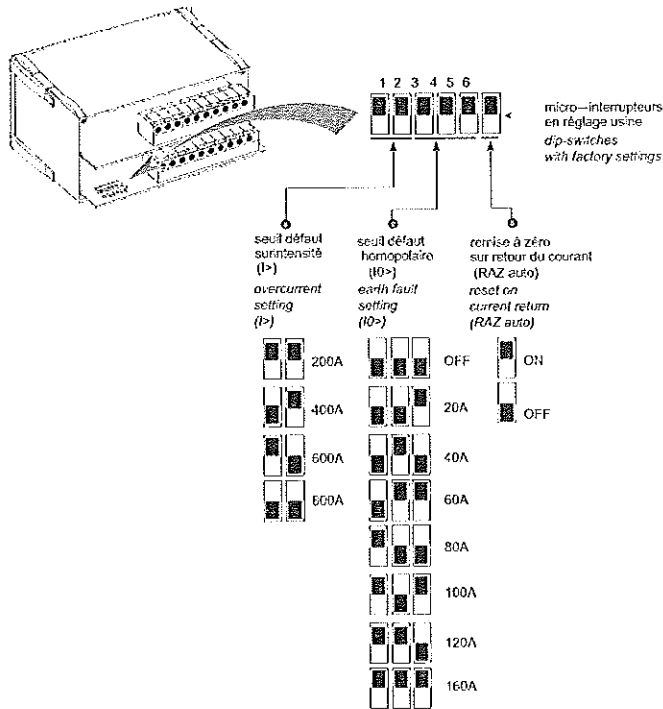 1 2 3 4 5 6
micro-interrupteurs
en réglage usine
dip-switches
with factory settings
seuil défaut
surintensité
(I>)
overcurrent
setting
(I>)
seuil défaut
homopolaire
(I0>)
earth fault
setting
(I0>)
remise à zéro
sur retour du courant
(RAZ auto)
reset on
current return
(RAZ auto)
200A
400A
600A
800A
OFF
20A
40A
60A
80A
100A
120A
160A
ON
OFF